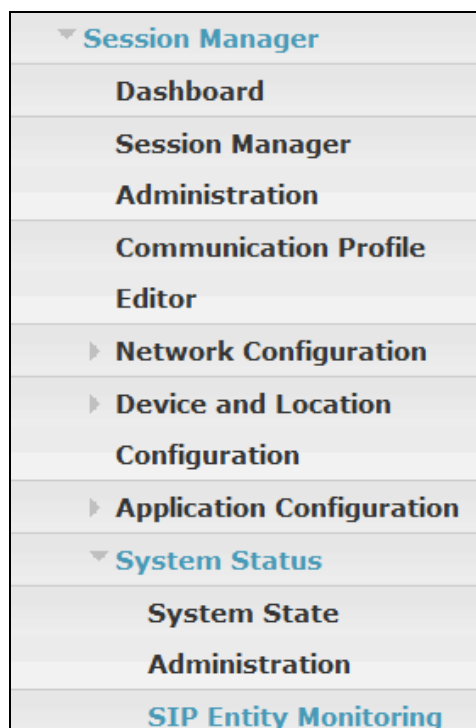 Session Manager
Dashboard
Session Manager
Administration
Communication Profile
Editor
Network Configuration
Device and Location
Configuration
Application Configuration
System Status
System State
Administration
SIP Entity Monitoring